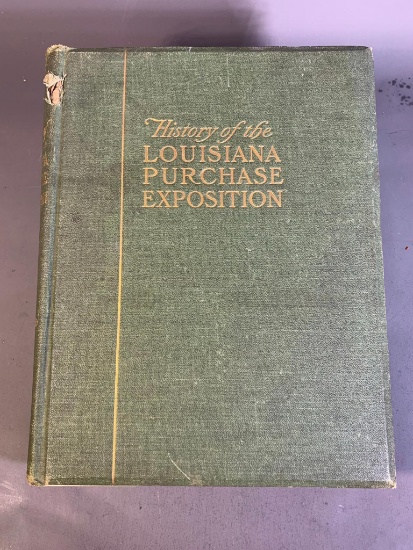 History of the
LOUISIANA
PURCHASE
EXPOSITION